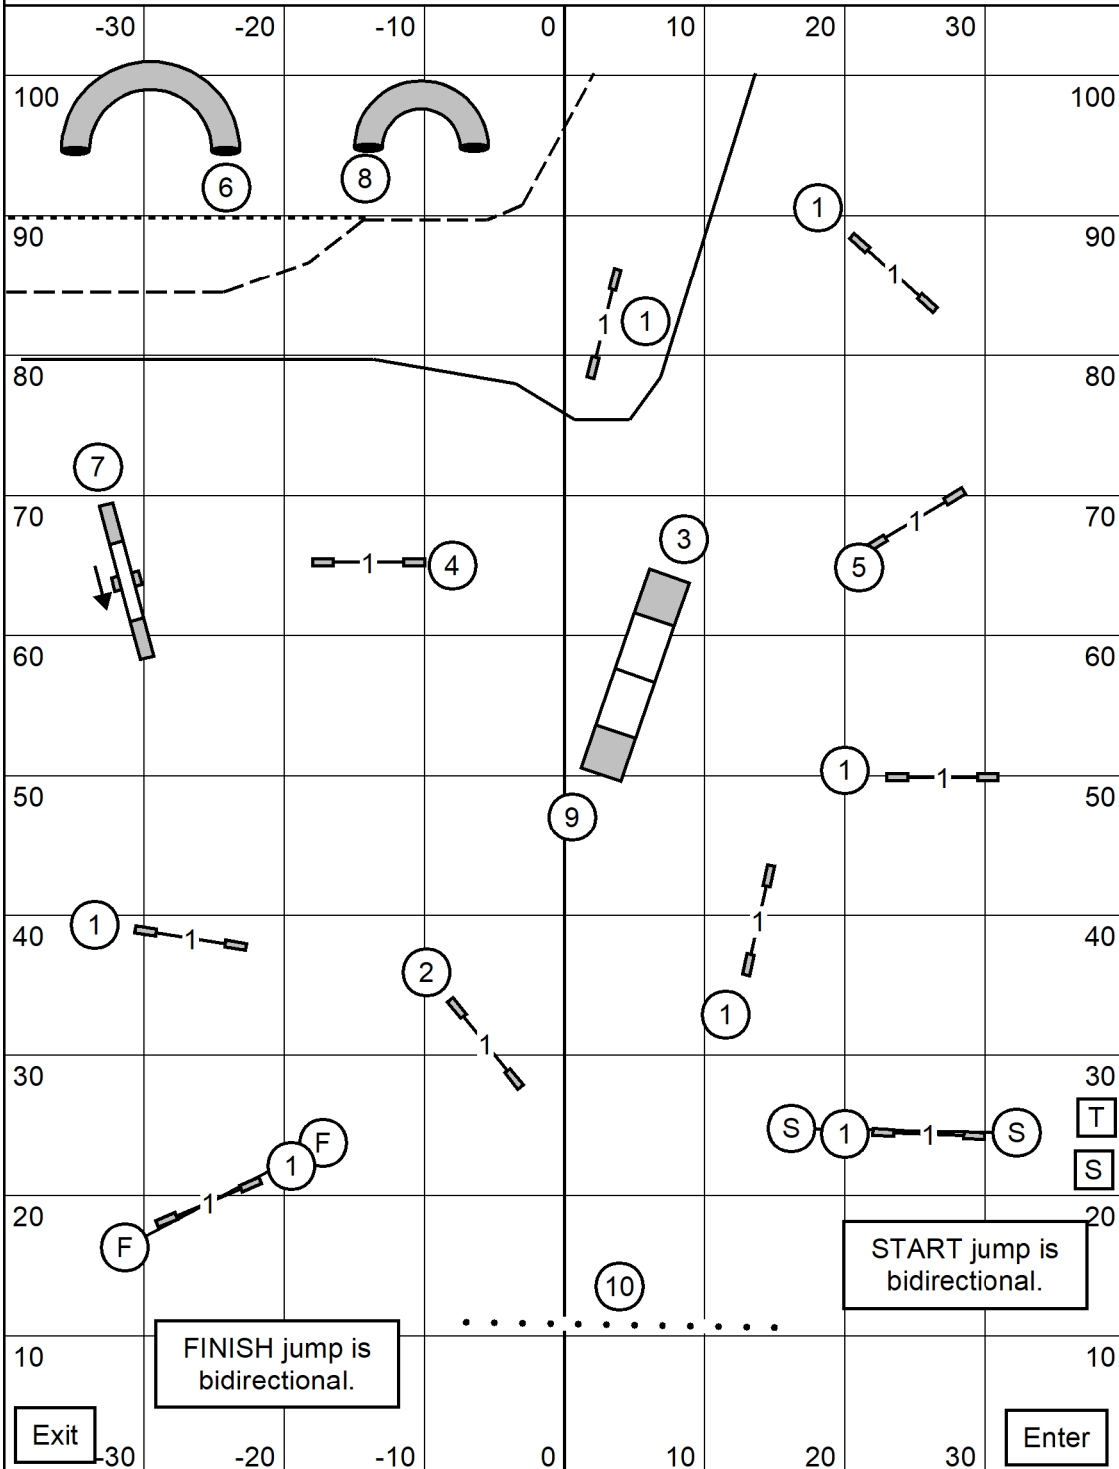 -30 -20 -10 0 10 20 30
100 100
6 8
1
90 90
1
1 1
80 80
7
70 70
1
3
1 4 5
60 60
1 1
50 50
9
1 1 1
40 40
2
1
1
30 30
T
S 1 1 S
F
1
S
1
20 20
F
START jump is
bidirectional.
10
FINISH jump is
bidirectional.
10 10
Exit Enter
-30 -20 -10 0 10 20 30